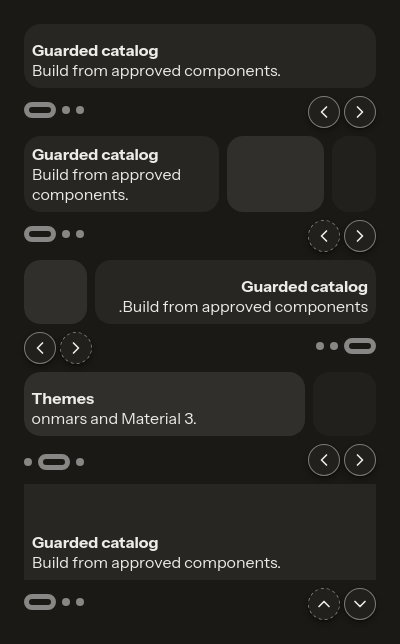 Guarded catalog
Build from approved components.
Guarded catalog
Build from approved
components.
Guarded catalog
.Build from approved components
Themes
onmars and Material 3.
Guarded catalog
Build from approved components.